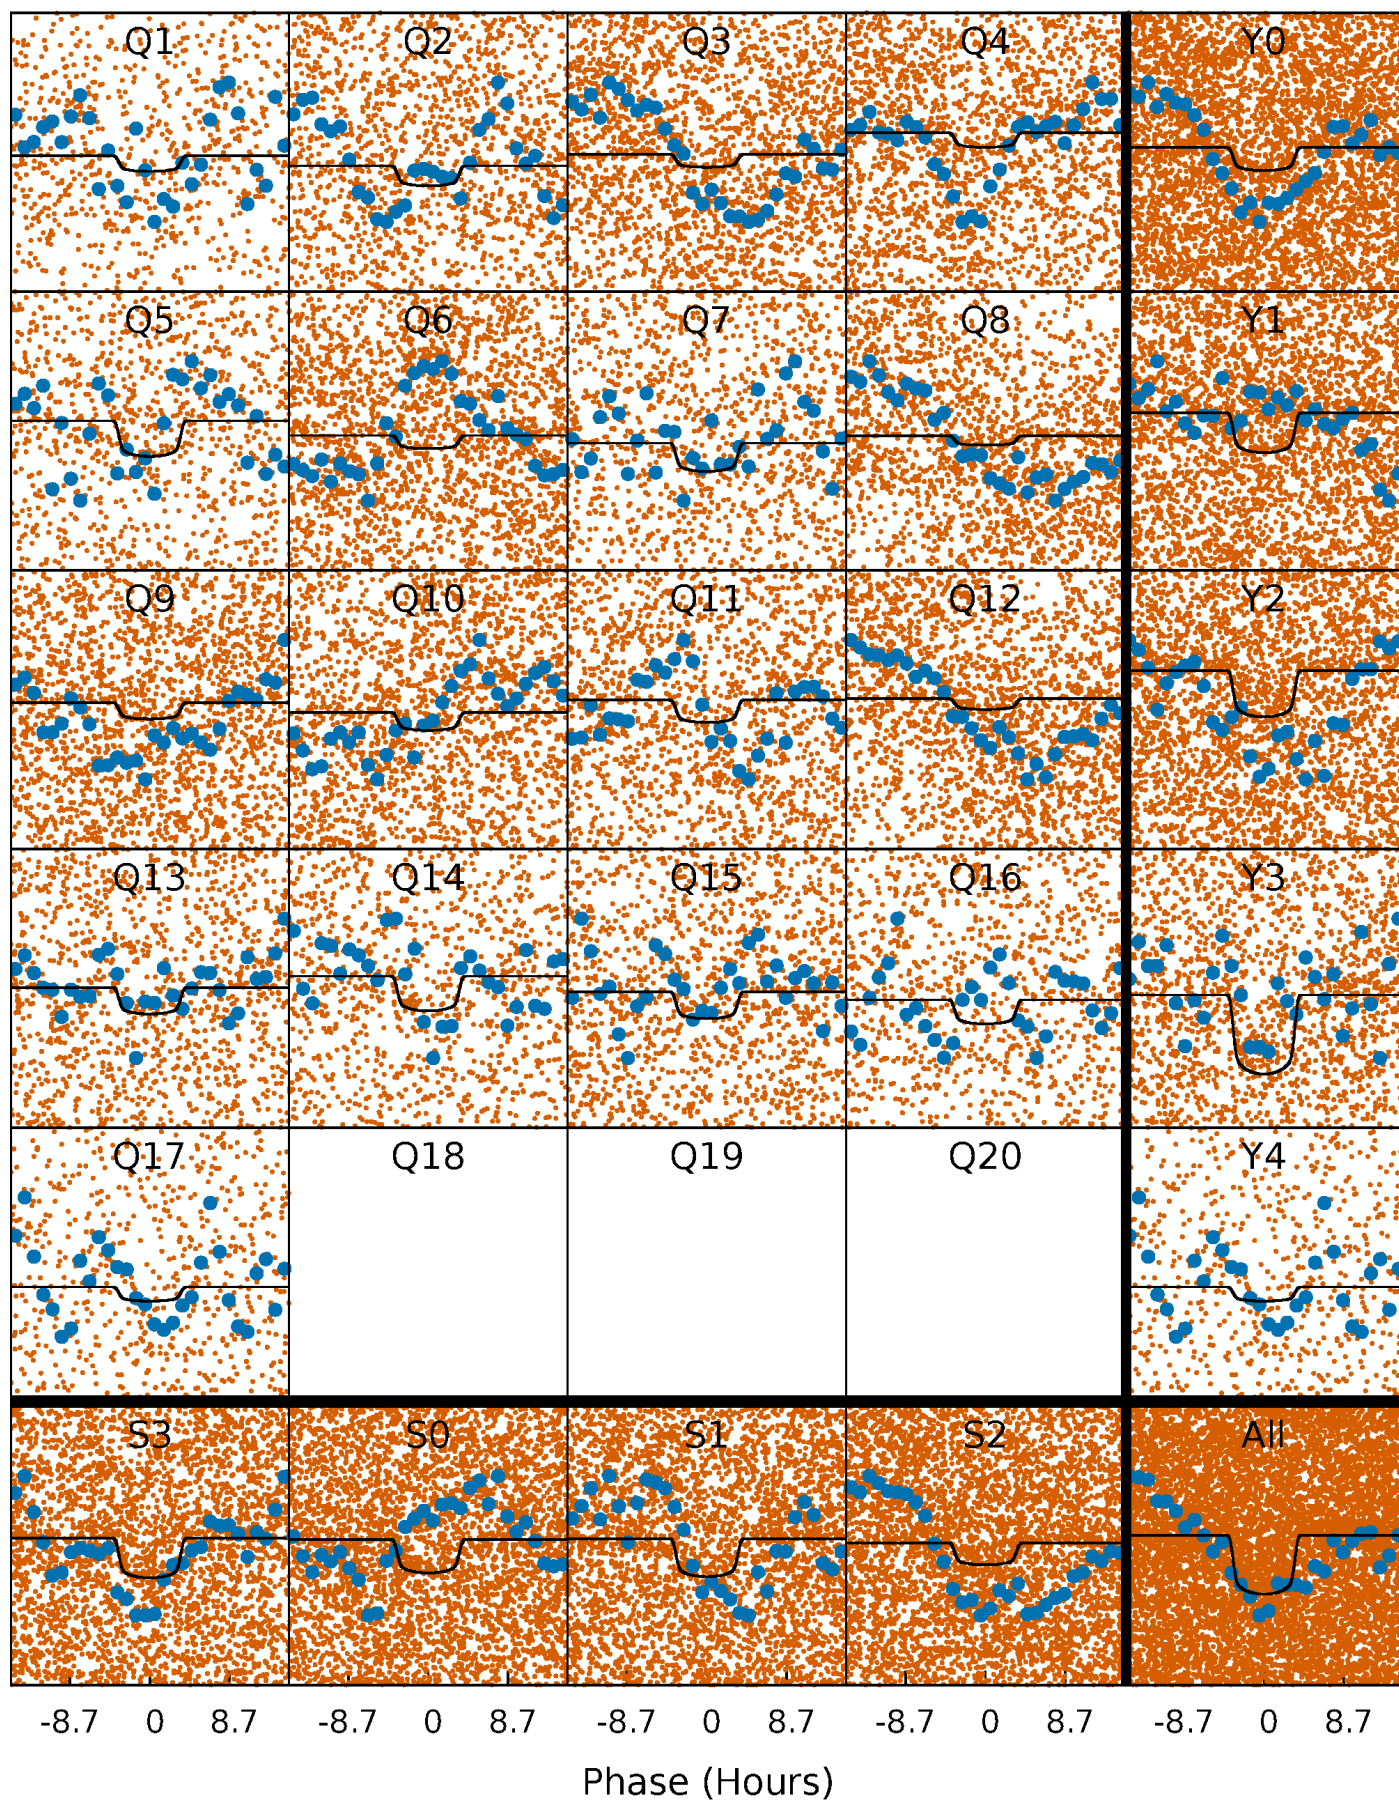 Q1 Q2 Q3 Q4 Y0
Q5 Q6 Q7 Q8 Y1
Q9 Q10 Q11 Q12 Y2
Q13 Q14 Q15 Q16 Y3
Q17 Q18 Q19 Q20 Y4
S3 S0 S1 S2 All
-8.7 0 8.7 -8.7 0 8.7 -8.7 0 8.7 -8.7 0 8.7 -8.7 0 8.7
Phase (Hours)